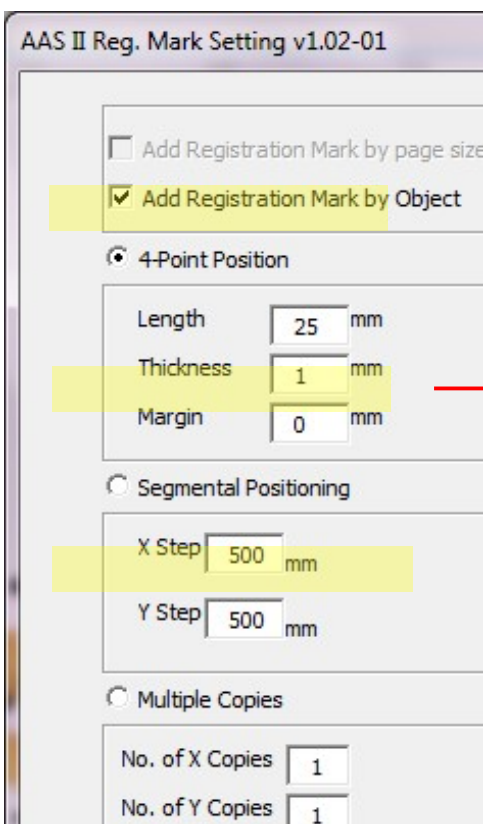 AAS II Reg. Mark Setting v1.02-01
Add Registration Mark by page size
Add Registration Mark by Object
4-Point Position
Length 25 mm
Thickness 1 mm
Margin 0 mm
Segmental Positioning
X Step 500 mm
Y Step 500 mm
Multiple Copies
No. of X Copies 1
No. of Y Copies 1